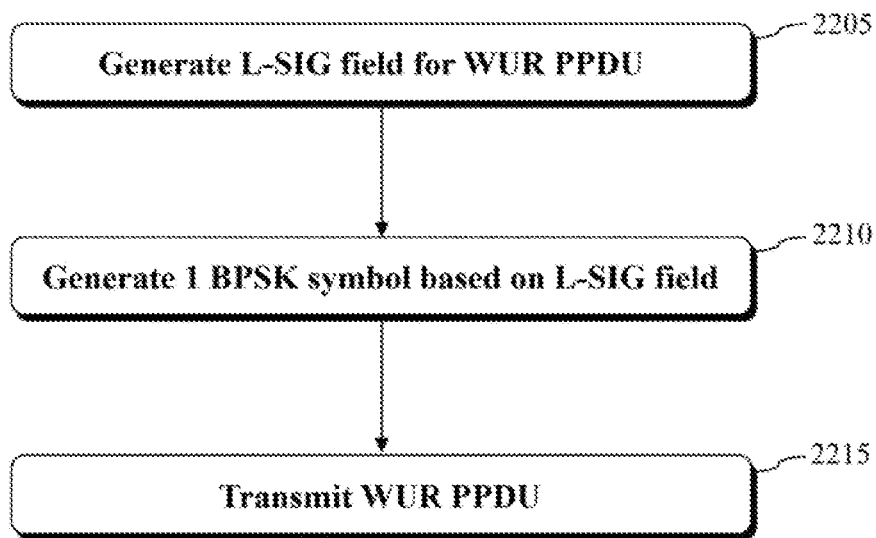 2205
Generate L-SIG field for WUR PPDU
2210
Generate 1 BPSK symbol based on L-SIG field
2215
Transmit WUR PPDU